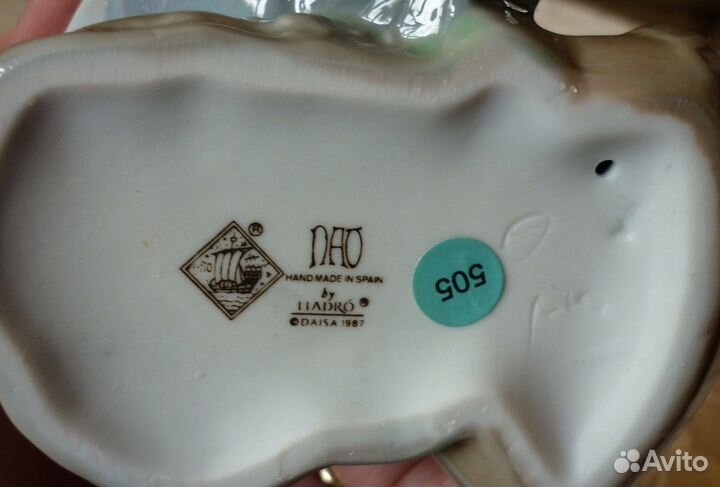 NAO
HAND MADE IN SPAIN
by
LLADRÓ ®
© DAISA 1987
®
505
Avito